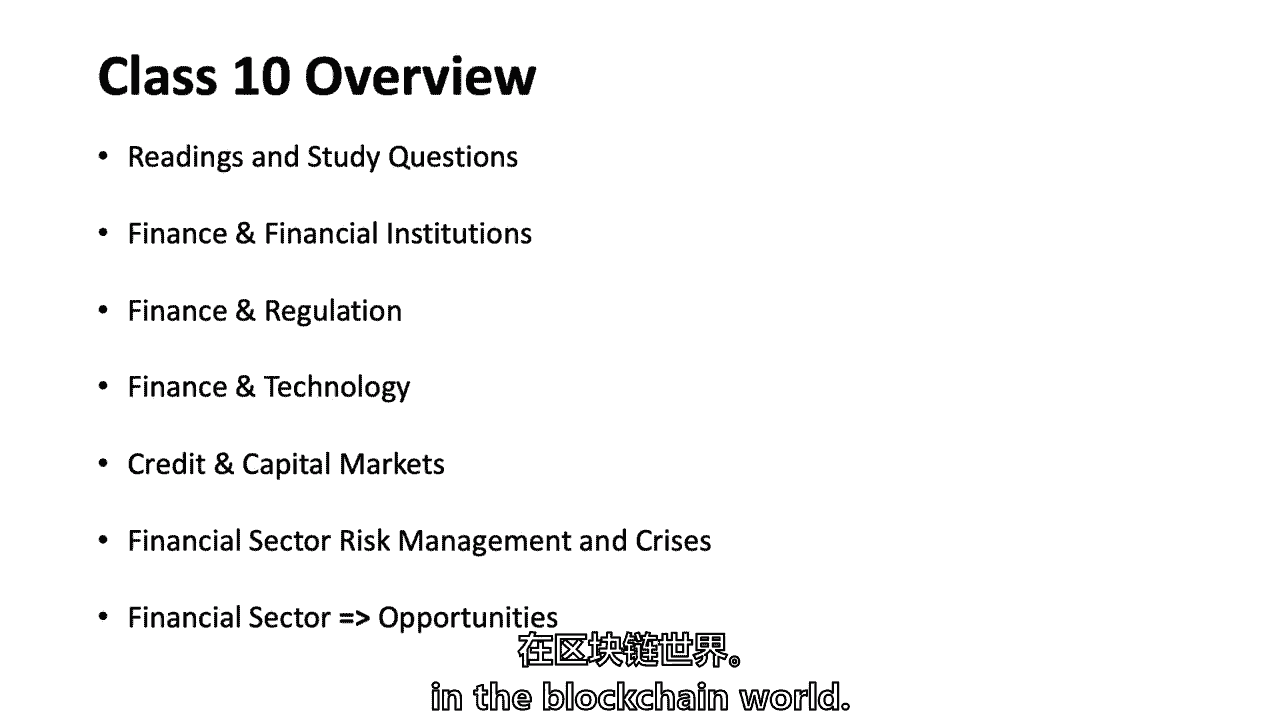 Class 10 Overview
• Readings and Study Questions
• Finance & Financial Institutions
• Finance & Regulation
• Finance & Technology
• Credit & Capital Markets
• Financial Sector Risk Management and Crises
• Financial Sector => Opportunities
在区块链世界。
in the blockchain world.